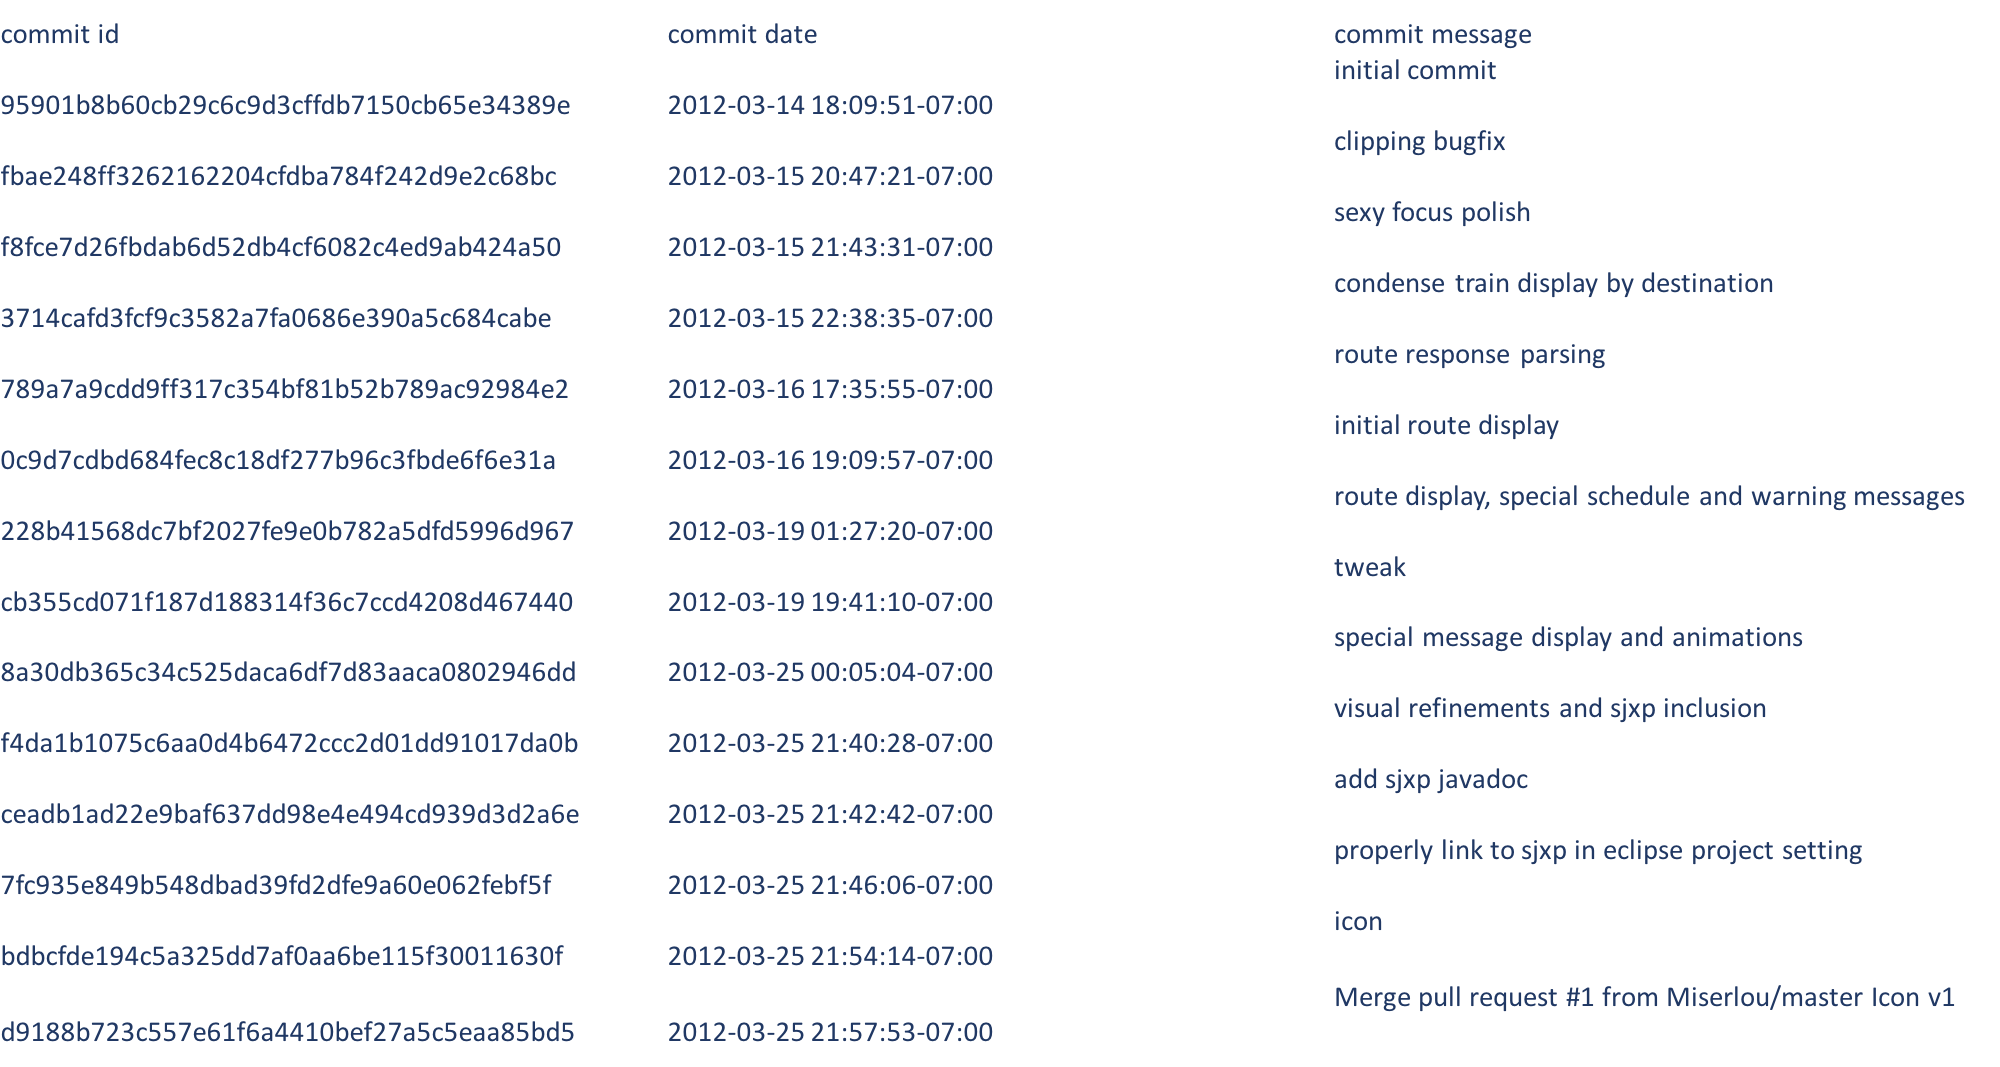 commit id commit date commit message
initial commit
95901b8b60cb29c6c9d3cffdb7150cb65e34389e 2012-03-14 18:09:51-07:00
clipping bugfix
fbae248ff3262162204cfdba784f242d9e2c68bc 2012-03-15 20:47:21-07:00
sexy focus polish
f8fce7d26fbdab6d52db4cf6082c4ed9ab424a50 2012-03-15 21:43:31-07:00
condense train display by destination
3714cafd3fcf9c3582a7fa0686e390a5c684cabe 2012-03-15 22:38:35-07:00
route response parsing
789a7a9cdd9ff317c354bf81b52b789ac92984e2 2012-03-16 17:35:55-07:00
initial route display
0c9d7cdbd684fec8c18df277b96c3fbde6f6e31a 2012-03-16 19:09:57-07:00
route display, special schedule and warning messages
228b41568dc7bf2027fe9e0b782a5dfd5996d967 2012-03-19 01:27:20-07:00
tweak
cb355cd071f187d188314f36c7ccd4208d467440 2012-03-19 19:41:10-07:00
special message display and animations
8a30db365c34c525daca6df7d83aaca0802946dd 2012-03-25 00:05:04-07:00
visual refinements and sjxp inclusion
f4da1b1075c6aa0d4b6472ccc2d01dd91017da0b 2012-03-25 21:40:28-07:00
add sjxp javadoc
ceadb1ad22e9baf637dd98e4e494cd939d3d2a6e 2012-03-25 21:42:42-07:00
properly link to sjxp in eclipse project setting
7fc935e849b548dbad39fd2dfe9a60e062febf5f 2012-03-25 21:46:06-07:00
icon
bdbcfde194c5a325dd7af0aa6be115f30011630f 2012-03-25 21:54:14-07:00
Merge pull request #1 from Miserlou/master Icon v1
d9188b723c557e61f6a4410bef27a5c5eaa85bd5 2012-03-25 21:57:53-07:00